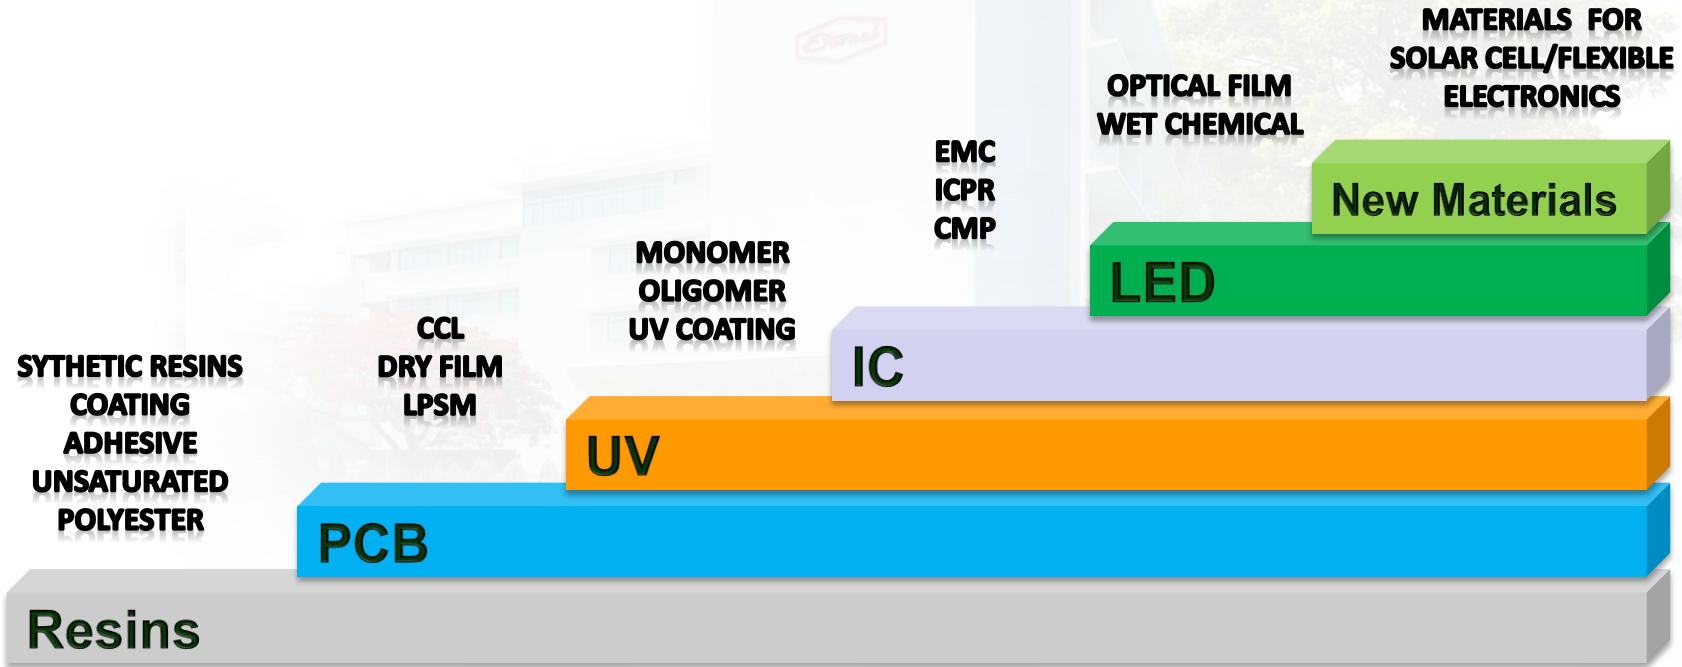 Eternal
MATERIALS FOR
SOLAR CELL/FLEXIBLE
ELECTRONICS
OPTICAL FILM
WET CHEMICAL
EMC
ICPR
CMP
MONOMER
OLIGOMER
UV COATING
CCL
DRY FILM
LPSM
SYTHETIC RESINS
COATING
ADHESIVE
UNSATURATED
POLYESTER
New Materials
LED
IC
UV
PCB
Resins